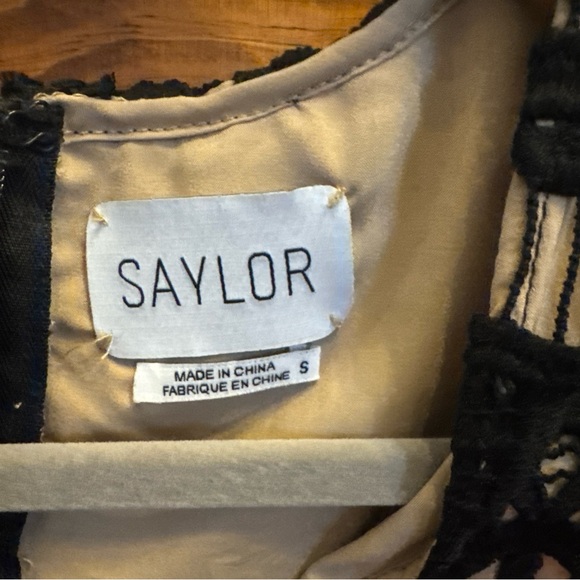 SAYLOR
MADE IN CHINA S
FABRIQUE EN CHINE